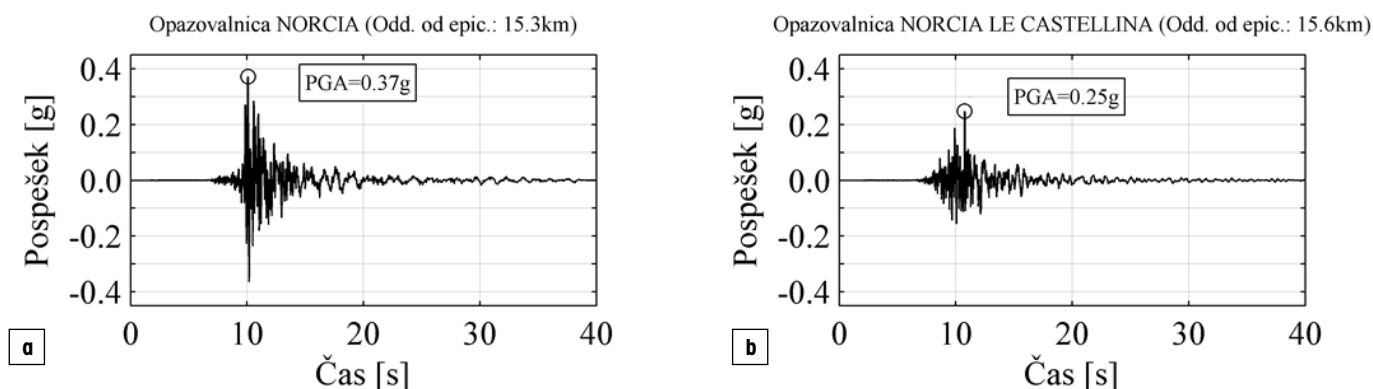 Opazovalnica NORCIA (Odd. od epic.: 15.3km)
0.4
0.2
0.0
-0.2
-0.4
Pospešek [g]
PGA=0.37g
0 10 20 30 40
Čas [s]
a
Opazovalnica NORCIA LE CASTELLINA (Odd. od epic.: 15.6km)
0.4
0.2
0.0
-0.2
-0.4
Pospešek [g]
PGA=0.25g
0 10 20 30 40
Čas [s]
b